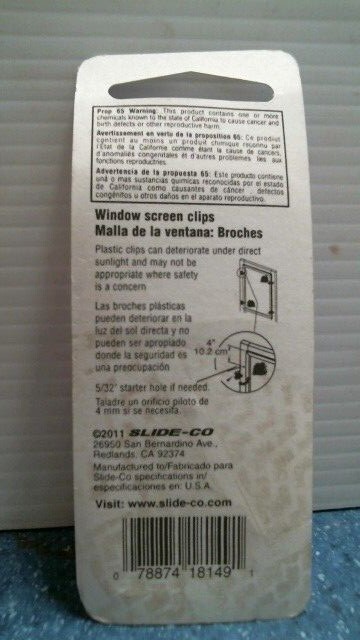 Prop 65 Warning: This product contains one or more
chemicals known to the state of California to cause cancer and
birth defects or other reproductive harm.
Avertissement en vertu de la proposition 65: Ce produit
contient au moins un produit chimique reconnu par
l'État de la Californie comme étant la cause de cancers,
d'anomalies congénitales et d'autres problèmes liés aux
fonctions reproductives.
Advertencia de la propuesta 65: Este producto contiene
una o mas sustancias quimicas reconocidas por el estado
de California como causantes de cáncer, defectos
congénitos u otros daños en el aparato reproductivo.
Window screen clips
Malla de la ventana: Broches
Plastic clips can deteriorate under direct
sunlight and may not be
appropriate where safety
is a concern
Las broches plásticas
pueden deteriorar en la
luz del sol directa y no
pueden ser apropiado
donde la seguridad es
una preocupación
4"
10.2 cm
5/32" starter hole if needed.
Taladre un orificio piloto de
4 mm si se necesita.
©2011 SLIDE-CO
26950 San Bernardino Ave.,
Redlands, CA 92374
Manufactured to/Fabricado para
Slide-Co specifications in/
especificaciones en: U.S.A.
Visit: www.slide-co.com
0 78874 18149 1